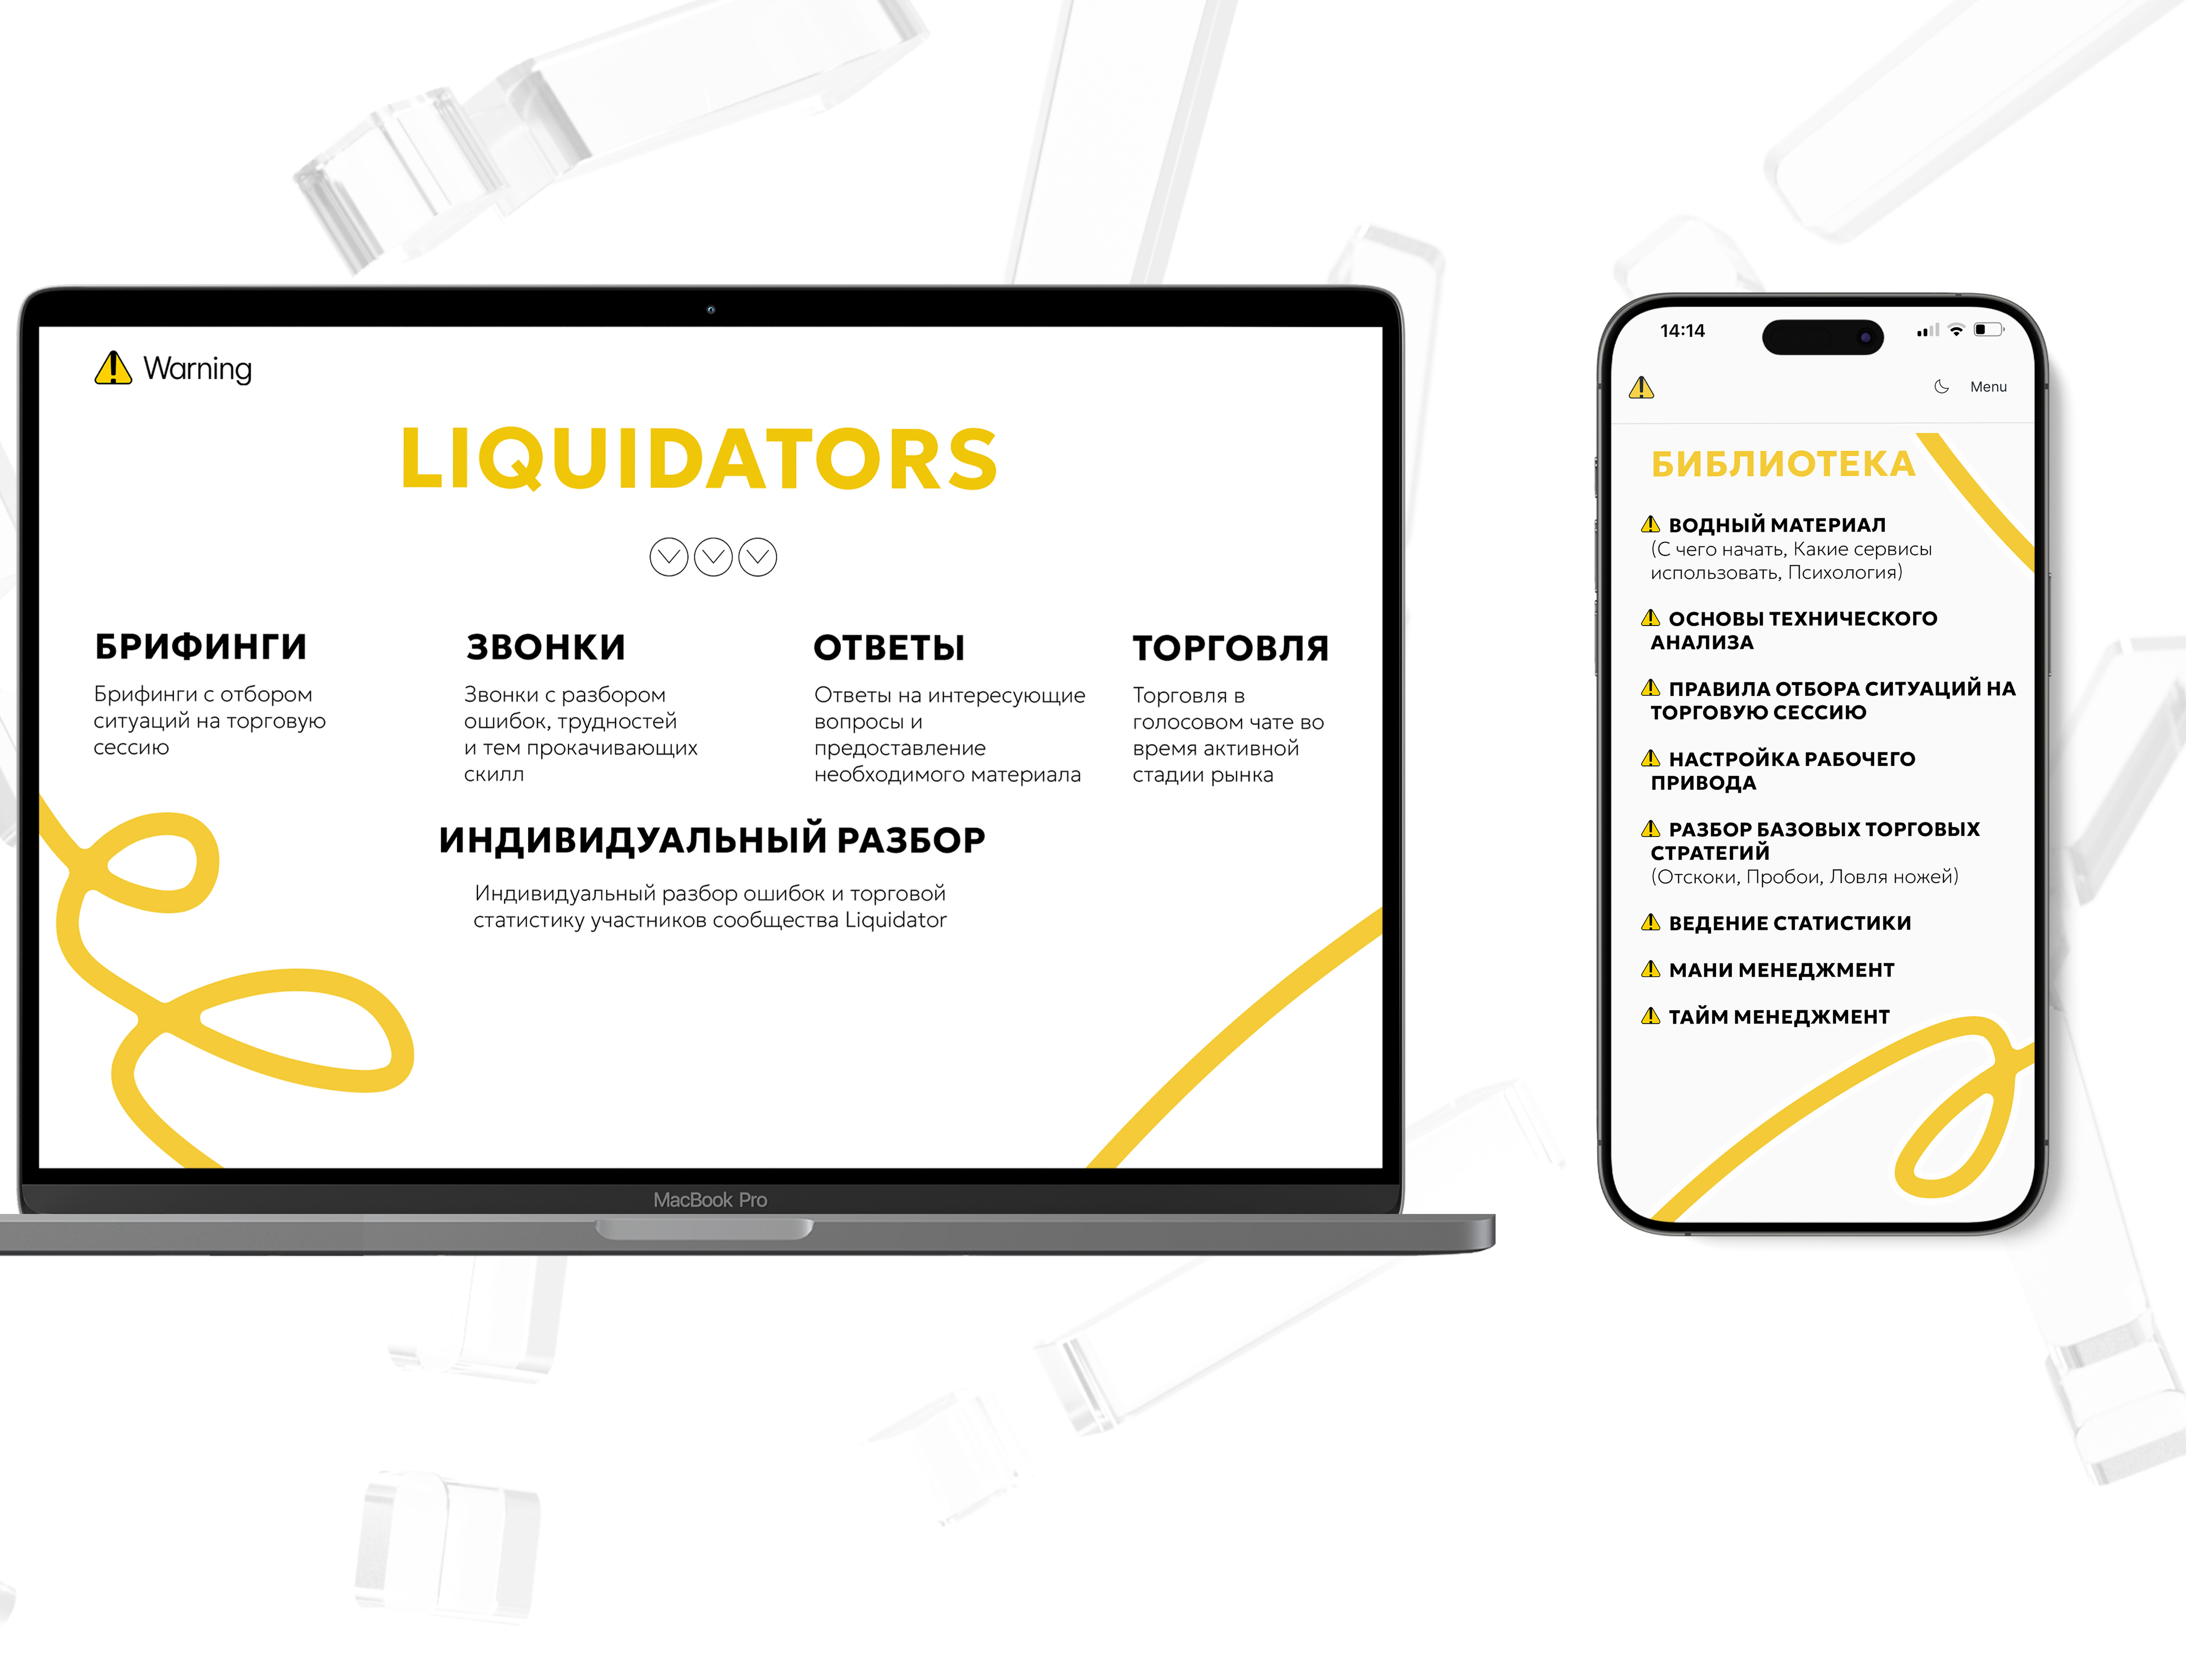 Warning
LIQUIDATORS
БРИФИНГИ
Брифинги с отбором
ситуаций на торговую
сессию
ЗВОНКИ
Звонки с разбором
ошибок, трудностей
и тем прокачивающих
скилл
ОТВЕТЫ
Ответы на интересующие
вопросы и
предоставление
необходимого материала
ТОРГОВЛЯ
Торговля в
голосовом чате во
время активной
стадии рынка
ИНДИВИДУАЛЬНЫЙ РАЗБОР
Индивидуальный разбор ошибок и торговой
статистику участников сообщества Liquidator
MacBook Pro
14:14
Menu
БИБЛИОТЕКА
ВОДНЫЙ МАТЕРИАЛ
(С чего начать, Какие сервисы
использовать, Психология)
ОСНОВЫ ТЕХНИЧЕСКОГО
АНАЛИЗА
ПРАВИЛА ОТБОРА СИТУАЦИЙ НА
ТОРГОВУЮ СЕССИЮ
НАСТРОЙКА РАБОЧЕГО
ПРИВОДА
РАЗБОР БАЗОВЫХ ТОРГОВЫХ
СТРАТЕГИЙ
(Отскоки, Пробои, Ловля ножей)
ВЕДЕНИЕ СТАТИСТИКИ
МАНИ МЕНЕДЖМЕНТ
ТАЙМ МЕНЕДЖМЕНТ